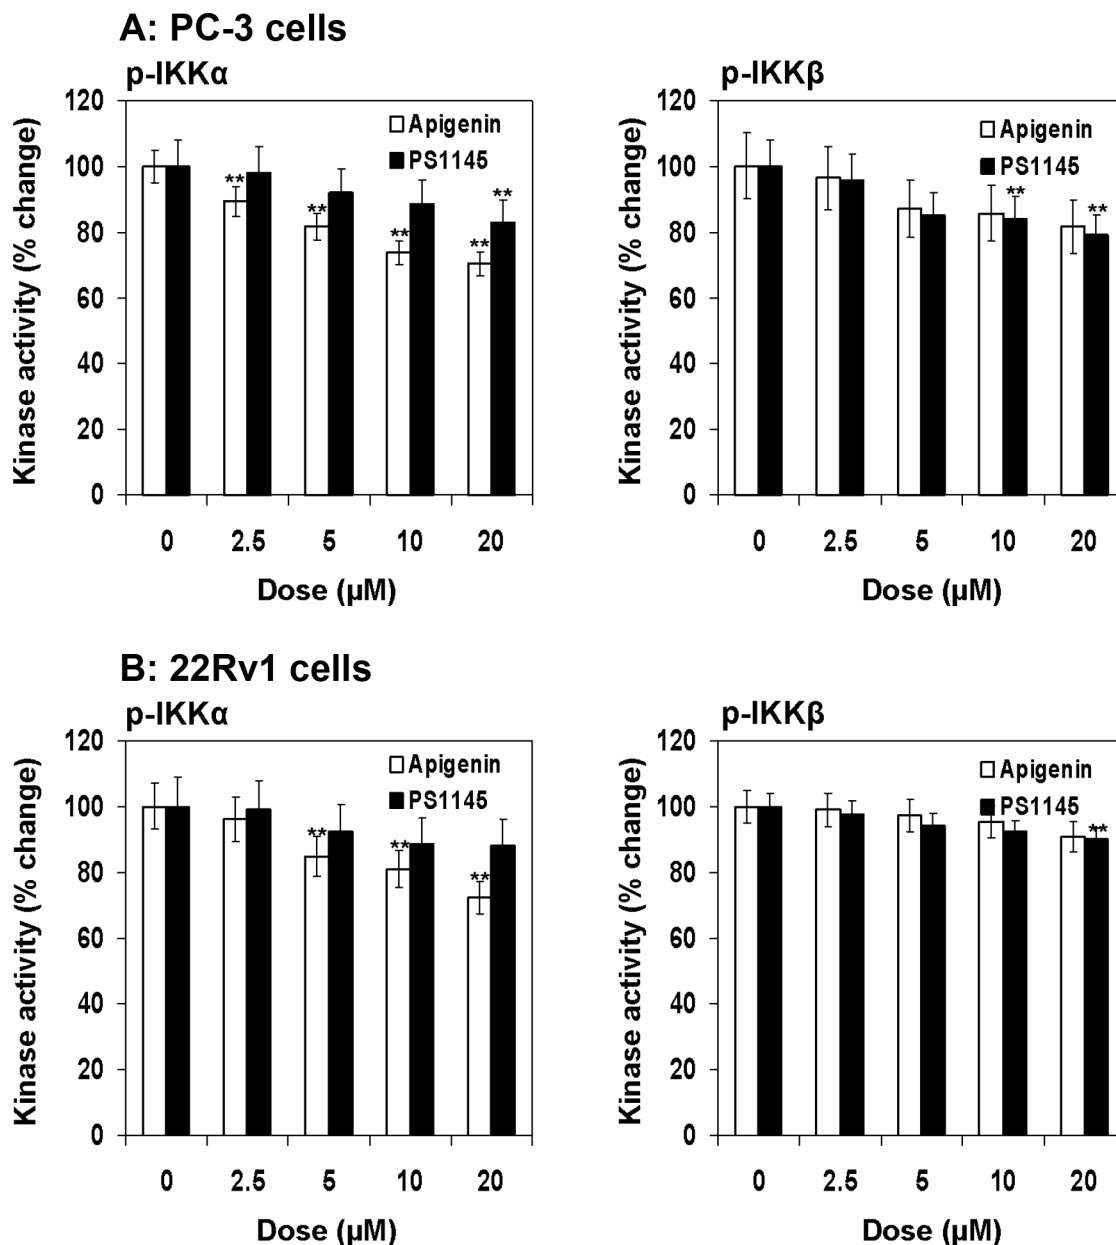 A: PC-3 cells
p-IKKα
Kinase activity (% change)
120
100
80
60
40
20
0
Apigenin
PS1145
**
**
**
**
**
0 2.5 5 10 20
Dose (µM)
p-IKKβ
Kinase activity (% change)
120
100
80
60
40
20
0
Apigenin
PS1145
**
**
0 2.5 5 10 20
Dose (µM)
B: 22Rv1 cells
p-IKKα
Kinase activity (% change)
120
100
80
60
40
20
0
Apigenin
PS1145
**
**
**
0 2.5 5 10 20
Dose (µM)
p-IKKβ
Kinase activity (% change)
120
100
80
60
40
20
0
Apigenin
PS1145
**
0 2.5 5 10 20
Dose (µM)